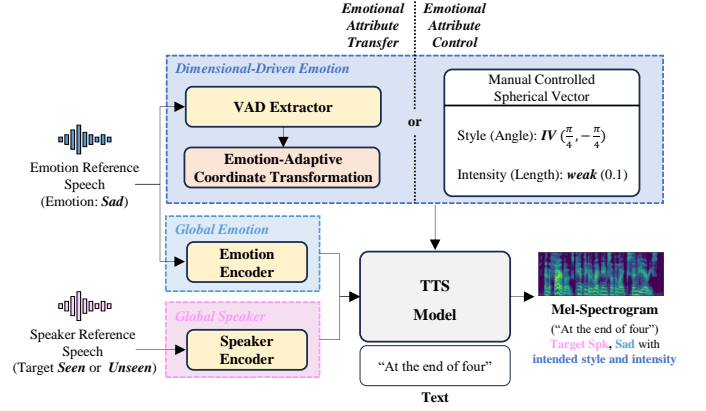 Emotional
Attribute
Transfer
Emotional
Attribute
Control
Dimensional-Driven Emotion
VAD Extractor
Emotion-Adaptive
Coordinate Transformation
or
Manual Controlled
Spherical Vector
Style (Angle): IV (π/4, −π/4)
Intensity (Length): weak (0.1)
Emotion Reference
Speech
(Emotion: Sad)
Global Emotion
Emotion
Encoder
Global Speaker
Speaker
Encoder
Speaker Reference
Speech
(Target Seen or Unseen)
TTS
Model
“At the end of four”
Text
Mel-Spectrogram
(“At the end of four”)
Target Spk, Sad with
intended style and intensity